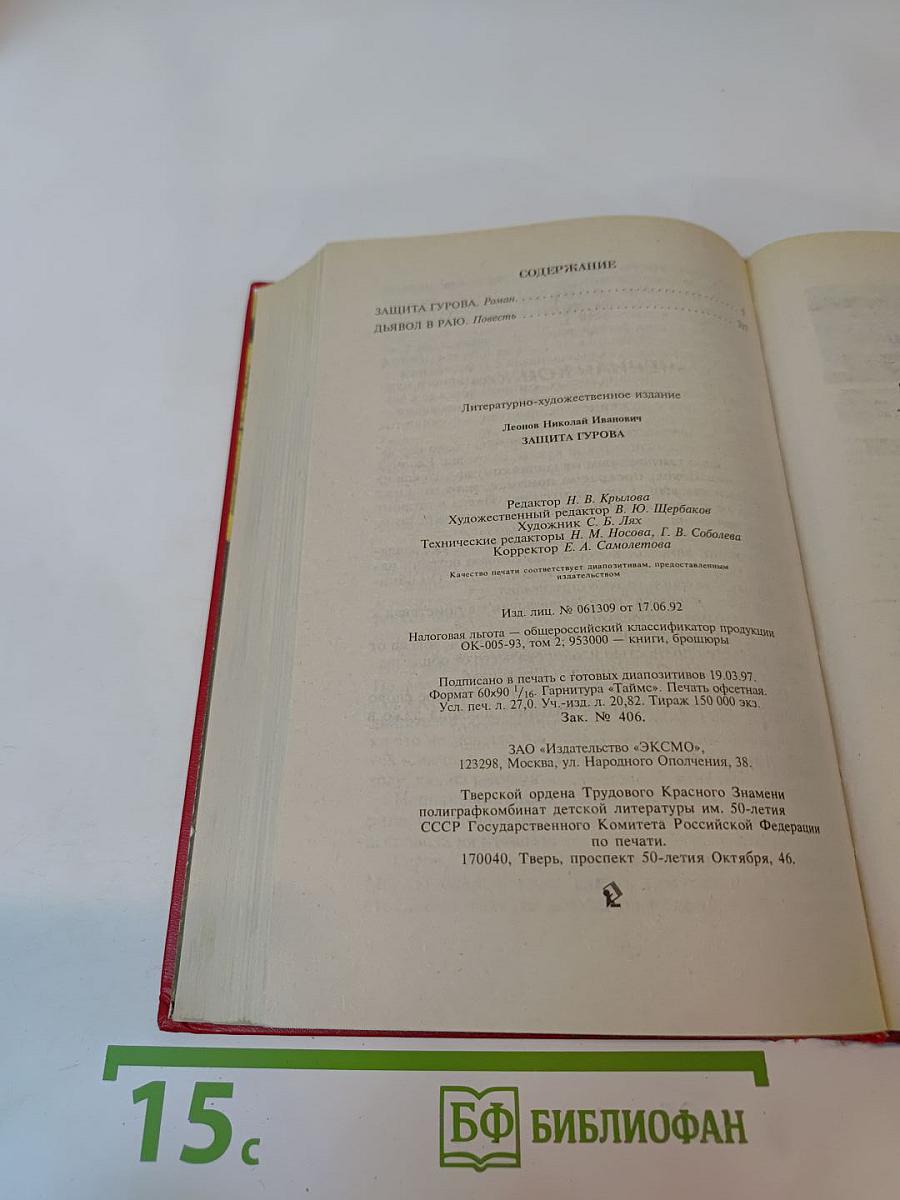 СОДЕРЖАНИЕ
ЗАЩИТА ГУРОВА. Роман.
ДЬЯВОЛ В РАЮ. Повесть
Литературно-художественное издание
Леонов Николай Иванович
ЗАЩИТА ГУРОВА
Редактор Н. В. Крылова
Художественный редактор В. Ю. Щербаков
Художник С. Б. Лях
Технические редакторы Н. М. Носова, Г. В. Соболева
Корректор Е. А. Самолетова
Качество печати соответствует диапозитивам, предоставленным
издательством
Изд. лиц. № 061309 от 17.06.92
Налоговая льгота — общероссийский классификатор продукции
ОК-005-93, том 2; 953000 — книги, брошюры
Подписано в печать с готовых диапозитивов 19.03.97.
Формат 60x90 1/16. Гарнитура «Таймс». Печать офсетная.
Усл. печ. л. 27,0. Уч.-изд. л. 20,82. Тираж 150 000 экз.
Зак. № 406.
ЗАО «Издательство «ЭКСМО»,
123298, Москва, ул. Народного Ополчения, 38.
Тверской ордена Трудового Красного Знамени
полиграфкомбинат детской литературы им. 50-летия
СССР Государственного Комитета Российской Федерации
по печати.
170040, Тверь, проспект 50-летия Октября, 46.
15 с
БФ БИБЛИОФАН